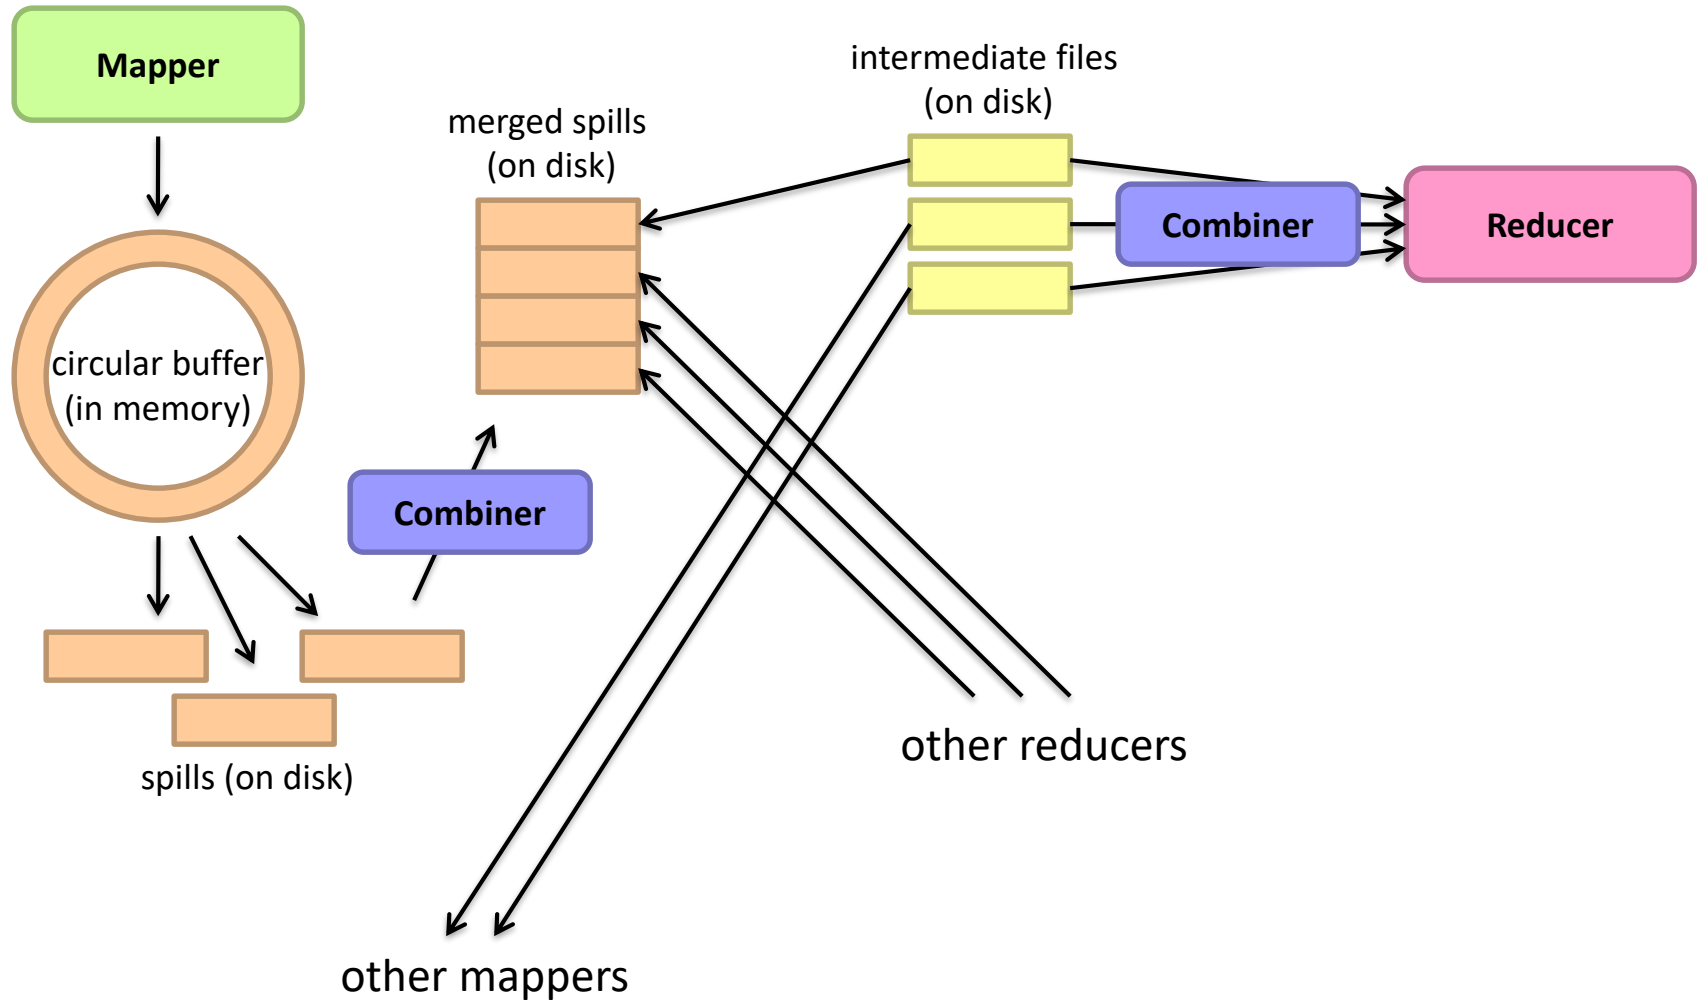 Mapper
circular buffer
(in memory)
spills (on disk)
Combiner
merged spills
(on disk)
intermediate files
(on disk)
Combiner
Reducer
other reducers
other mappers